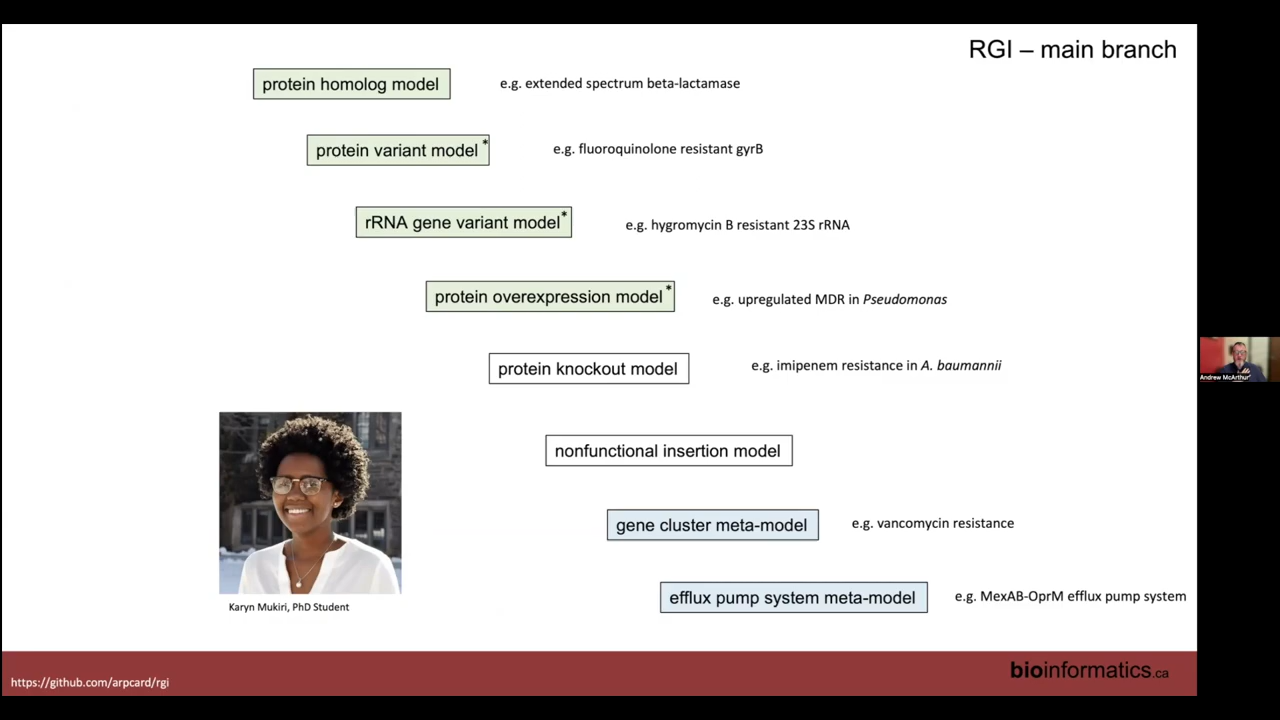 RGI – main branch
protein homolog model
e.g. extended spectrum beta-lactamase
protein variant model*
e.g. fluoroquinolone resistant gyrB
rRNA gene variant model*
e.g. hygromycin B resistant 23S rRNA
protein overexpression model*
e.g. upregulated MDR in Pseudomonas
protein knockout model
e.g. imipenem resistance in A. baumannii
Andrew McArthur
nonfunctional insertion model
gene cluster meta-model
e.g. vancomycin resistance
efflux pump system meta-model
e.g. MexAB-OprM efflux pump system
Karyn Mukiri, PhD Student
https://github.com/arpcard/rgi
bioinformatics.ca